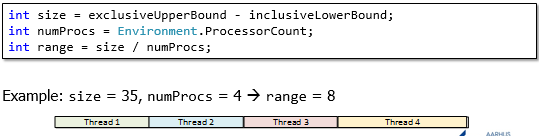 int size = exclusiveUpperBound - inclusiveLowerBound;
int numProcs = Environment.ProcessorCount;
int range = size / numProcs;
Example: size = 35, numProcs = 4 → range = 8
Thread 1 Thread 2 Thread 3 Thread 4
AARHUS